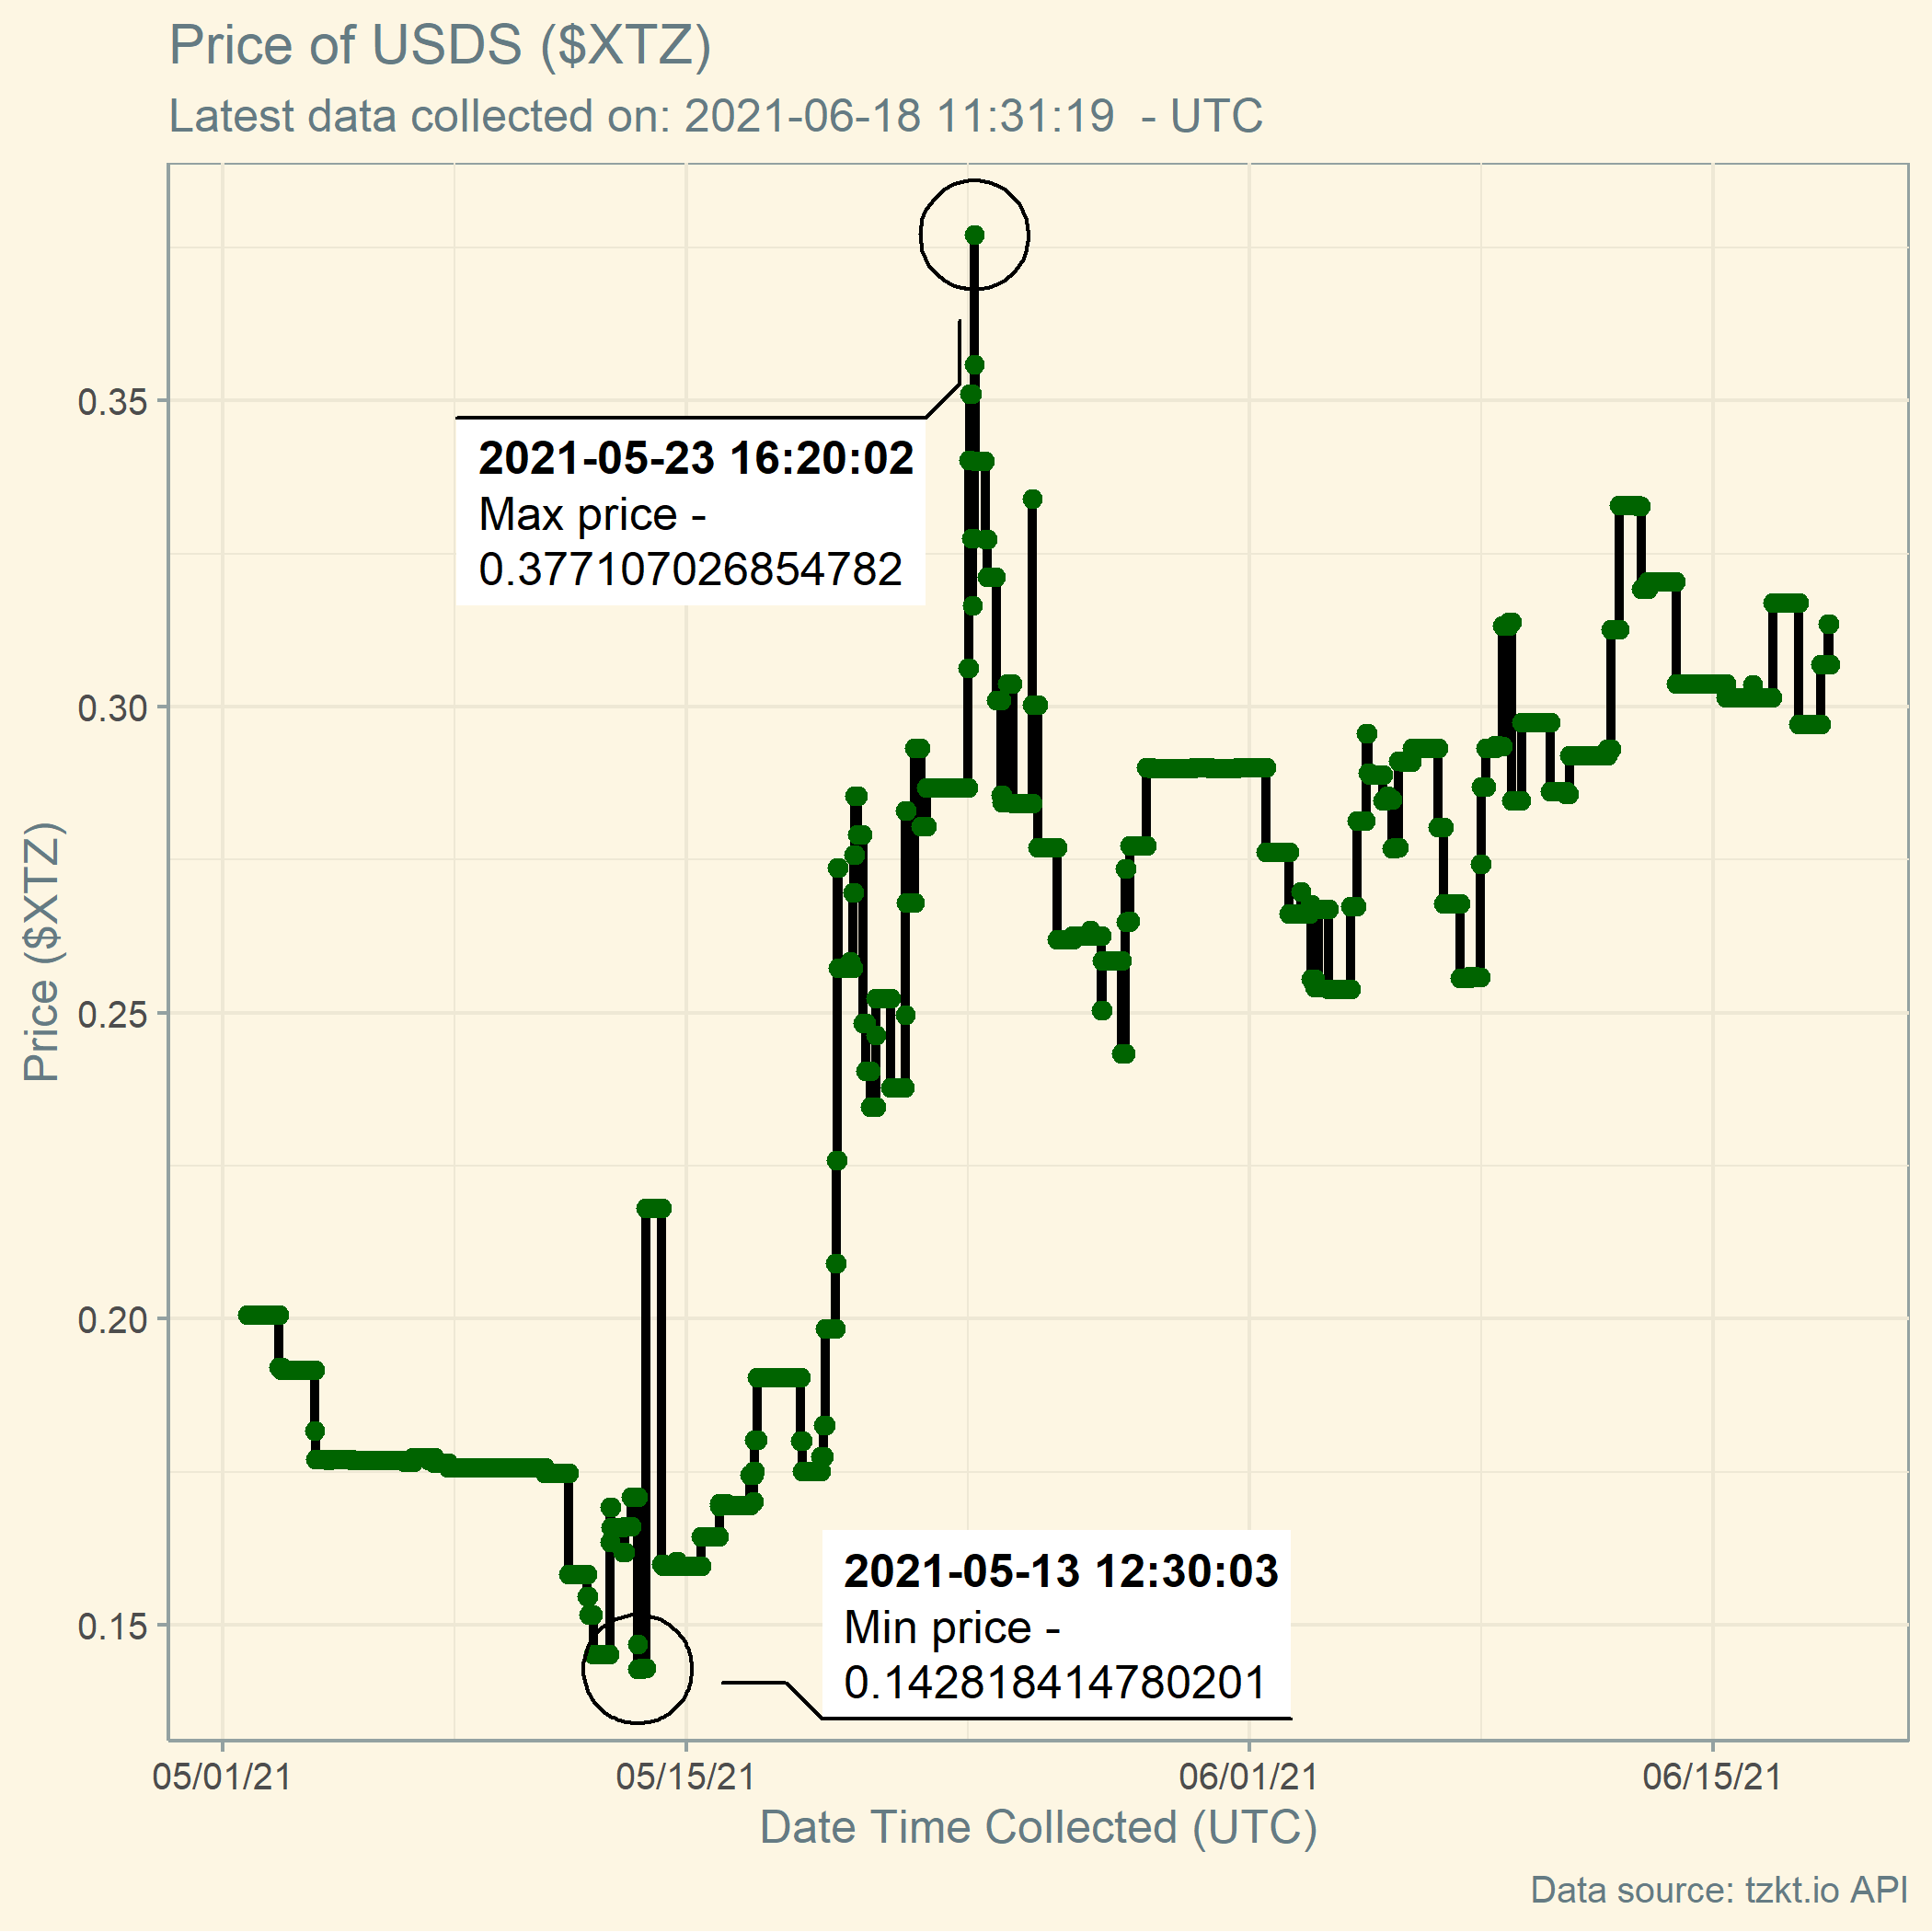 Price of USDS ($XTZ)
Latest data collected on: 2021-06-18 11:31:19  - UTC
0.35
0.30
0.25
0.20
0.15
Price ($XTZ)
2021-05-23 16:20:02
Max price -
0.377107026854782
2021-05-13 12:30:03
Min price -
0.142818414780201
05/01/21
05/15/21
06/01/21
06/15/21
Date Time Collected (UTC)
Data source: tzkt.io API